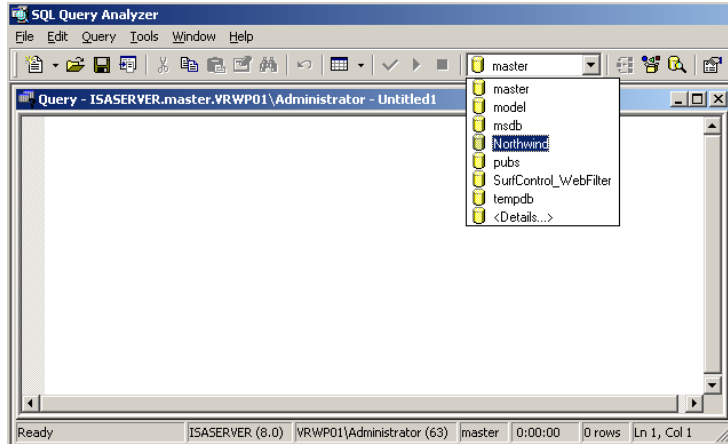 SQL Query Analyzer
File Edit Query Tools Window Help
master
Query - ISASERVER.master.VRWP01\Administrator - Untitled1
master
model
msdb
Northwind
pubs
SurfControl_WebFilter
tempdb
<Details...>
Ready ISASERVER (8.0) VRWP01\Administrator (63) master 0:00:00 0 rows Ln 1, Col 1